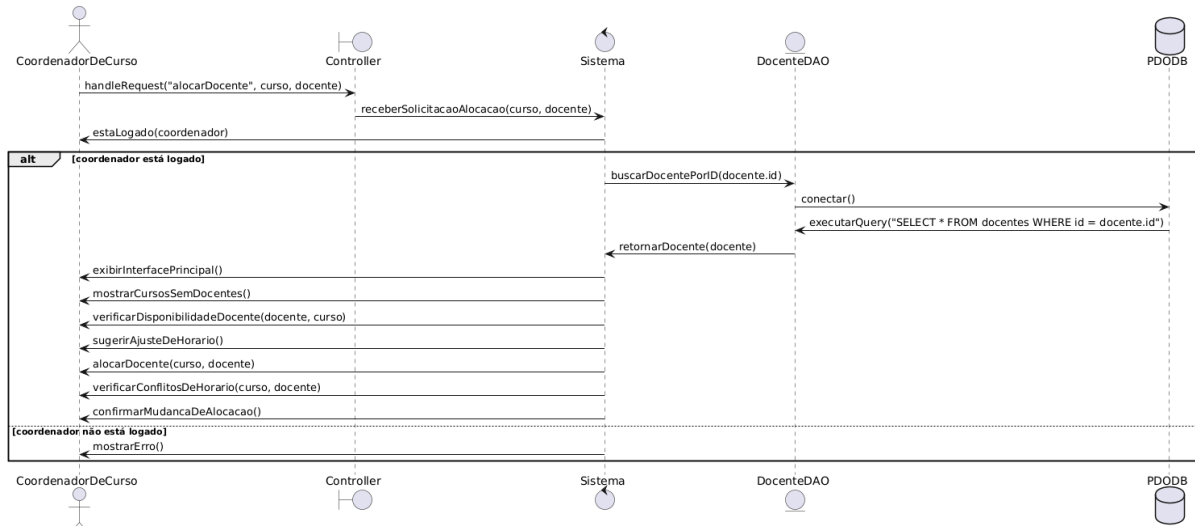 CoordenadorDeCurso Controller Sistema DocenteDAO PDODB
handleRequest("alocarDocente", curso, docente)
receberSolicitacaoAlocacao(curso, docente)
estaLogado(coordenador)
alt [coordenador está logado]
buscarDocentePorID(docente.id)
conectar()
executarQuery("SELECT * FROM docentes WHERE id = docente.id")
retornarDocente(docente)
exibirInterfacePrincipal()
mostrarCursosSemDocentes()
verificarDisponibilidadeDocente(docente, curso)
sugerirAjusteDeHorario()
alocarDocente(curso, docente)
verificarConflitosDeHorario(curso, docente)
confirmarMudancaDeAlocacao()
[coordenador não está logado]
mostrarErro()
CoordenadorDeCurso Controller Sistema DocenteDAO PDODB